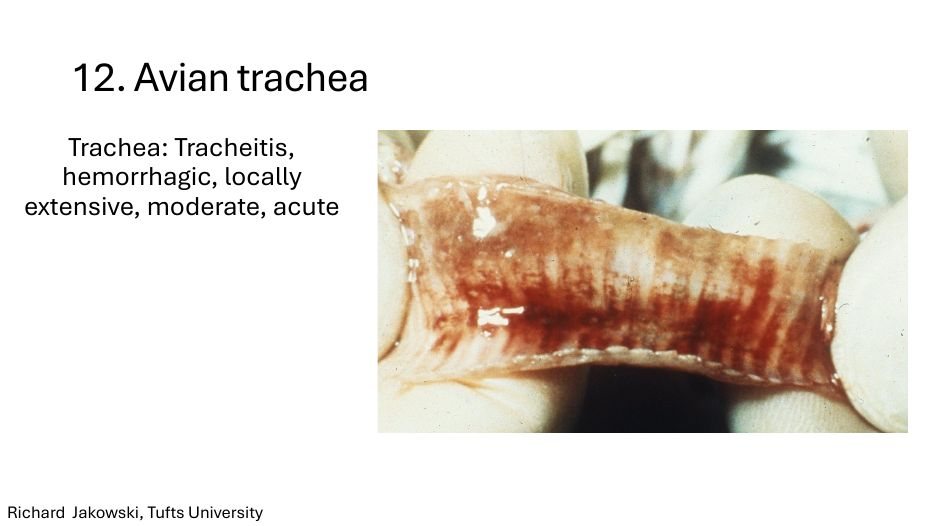 12. Avian trachea
Trachea: Tracheitis,
hemorrhagic, locally
extensive, moderate, acute
Richard Jakowski, Tufts University